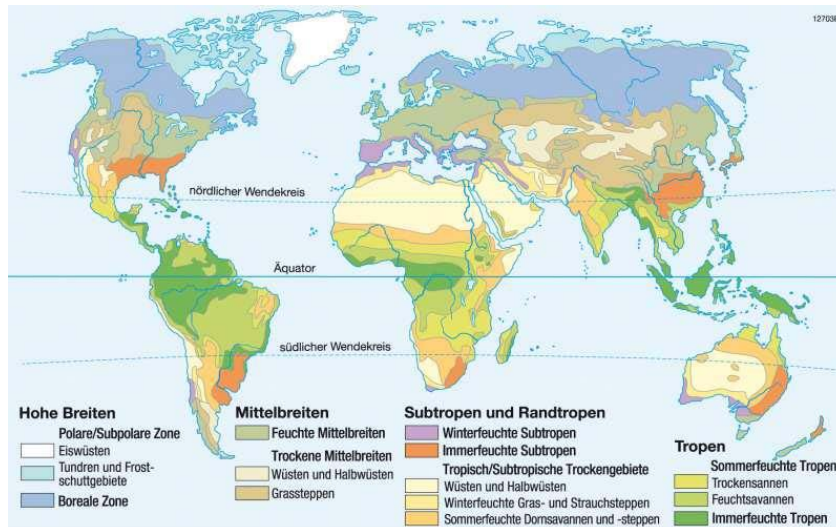 127038
nördlicher Wendekreis
Äquator
südlicher Wendekreis
Hohe Breiten
Polare/Subpolare Zone
Eiswüsten
Tundren und Frost-
schuttgebiete
Boreale Zone
Mittelbreiten
Feuchte Mittelbreiten
Trockene Mittelbreiten
Wüsten und Halbwüsten
Grassteppen
Subtropen und Randtropen
Winterfeuchte Subtropen
Immerfeuchte Subtropen
Tropisch/Subtropische Trockengebiete
Wüsten und Halbwüsten
Winterfeuchte Gras- und Strauchsteppen
Sommerfeuchte Dornsavannen und -steppen
Tropen
Sommerfeuchte Tropen
Trockensannen
Feuchtsavannen
Immerfeuchte Tropen